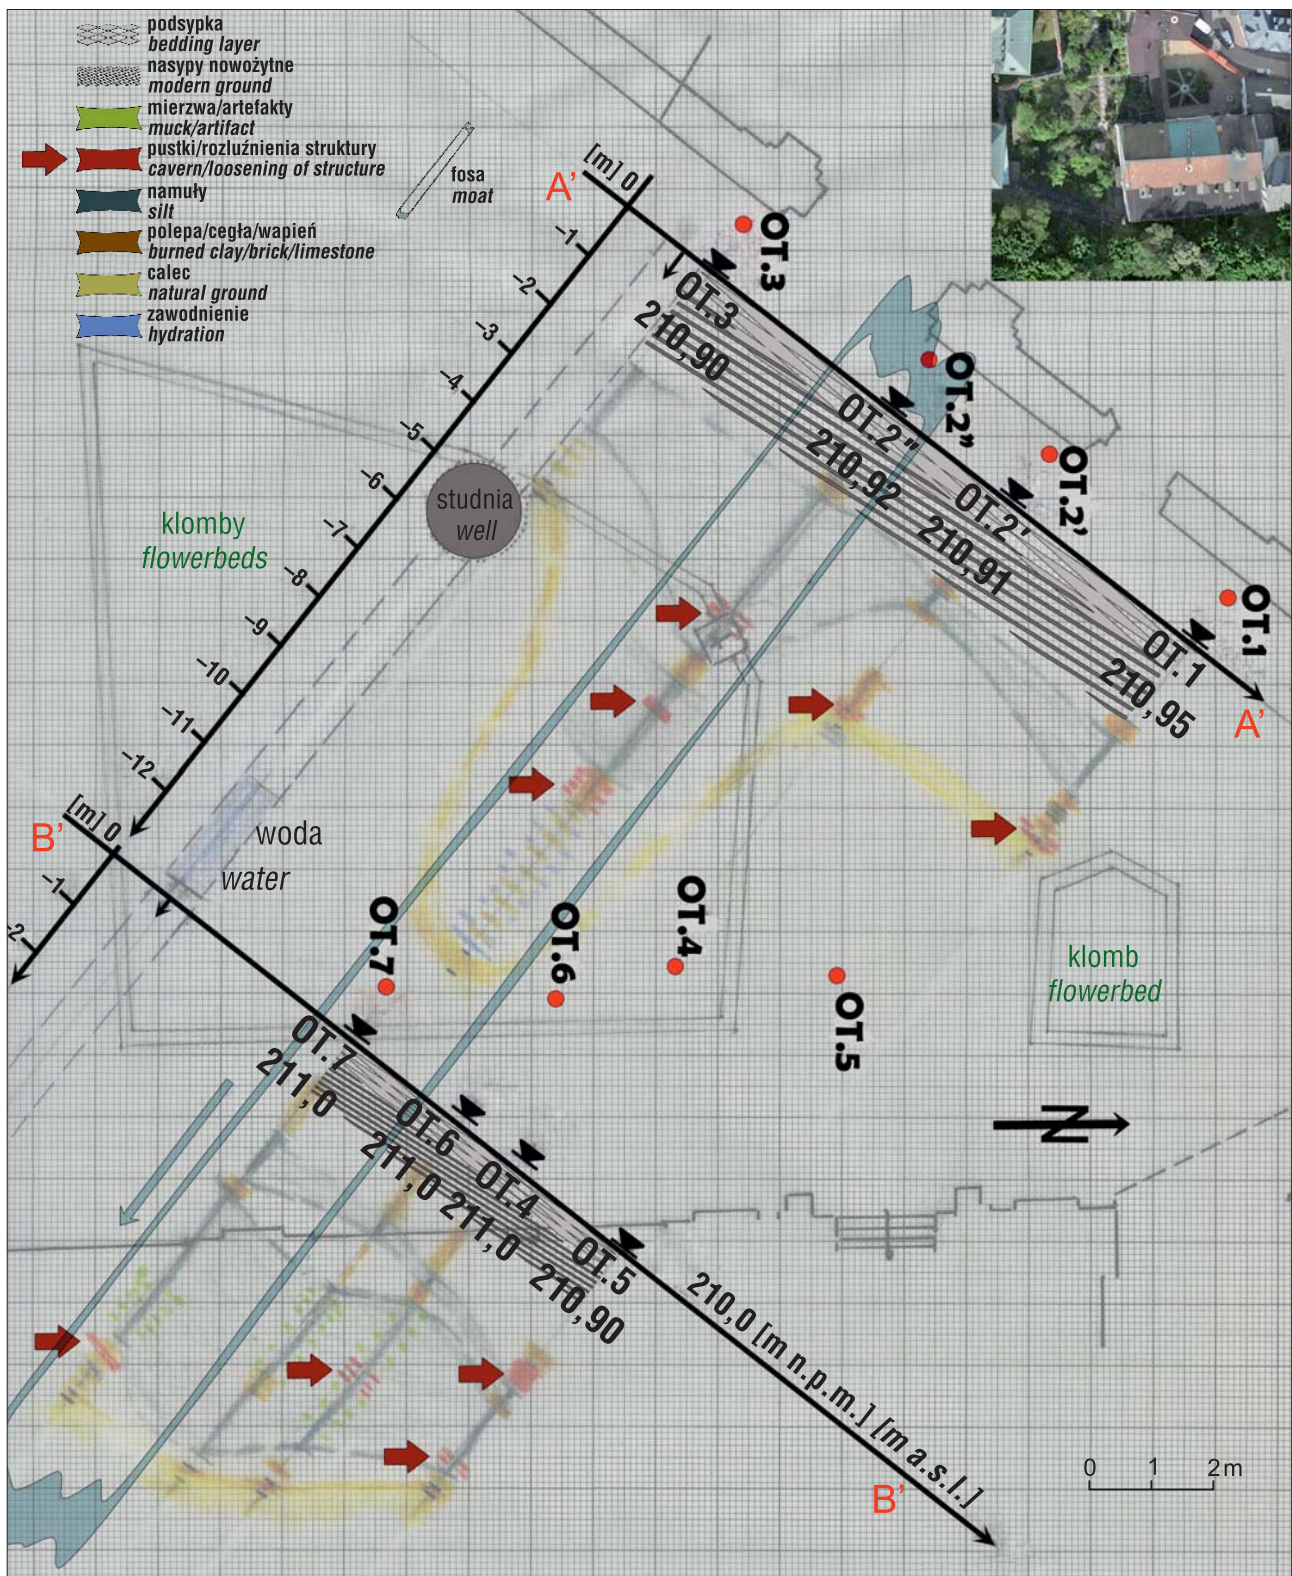 podsypka
bedding layer
nasypy nowożytne
modern ground
mierzwa/artefakty
muck/artifact
pustki/rozluźnienia struktury
cavern/loosening of structure
namuły
silt
polepa/cegła/wapień
burned clay/brick/limestone
calec
natural ground
zawodnienie
hydration
fosa
moat
[m] 0
A’
–1
–2
–3
–4
–5
–6
–7
–8
–9
–10
–11
–12
OT.3
OT.3
210,90
OT.2”
OT.2”
210,92
OT.2’
OT.2’
210,91
OT.1
OT.1
210,95
A’
studnia
well
klomby
flowerbeds
woda
water
B’
[m] 0
–1
–2
OT.7
OT.6
OT.4
OT.5
klomb
flowerbed
OT.7
211,0
OT.6
211,0
OT.4
211,0
OT.5
210,90
N
210,0 [m n.p.m.] [m a.s.l.]
B’
0 1 2m